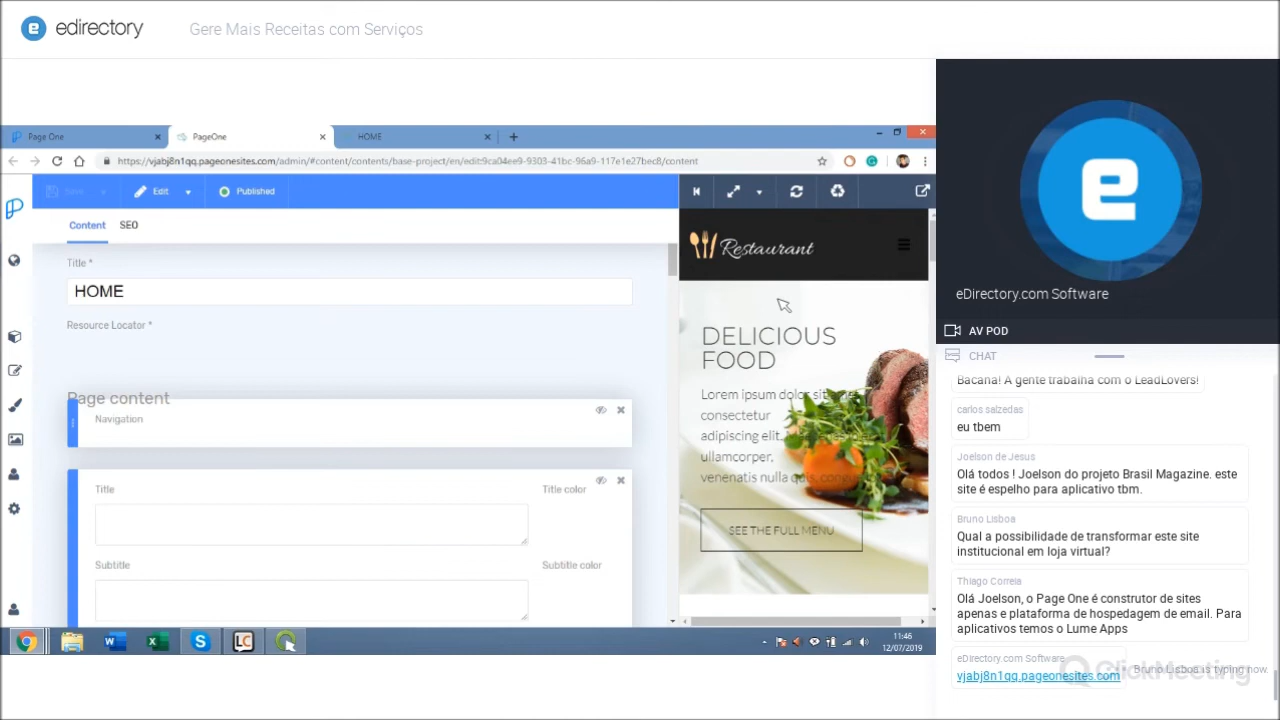 edirectory
Gere Mais Receitas com Serviços
Page One
PageOne
HOME
https://vjabj8n1qq.pageonesites.com/admin/#content/contents/base-project/en/edit:9ca04ee9-9303-41bc-96a9-117e1e27bec8/content
Save
Edit
Published
Content
SEO
Title *
HOME
Resource Locator *
Page content
Navigation
Title
Title color
Subtitle
Subtitle color
Restaurant
DELICIOUS
FOOD
Lorem ipsum dolor sit amet,
consectetur
adipiscing elit.
ullamcorper.
venenatis nulla quis, congue
SEE THE FULL MENU
11:46
12/07/2019
eDirectory.com Software
AV POD
CHAT
Bacana! A gente trabalha com o LeadLovers!
carlos salzedas
eu tbem
Joelson de Jesus
Olá todos ! Joelson do projeto Brasil Magazine. este
site é espelho para aplicativo tbm.
Bruno Lisboa
Qual a possibilidade de transformar este site
institucional em loja virtual?
Thiago Correia
Olá Joelson, o Page One é construtor de sites
apenas e plataforma de hospedagem de email. Para
aplicativos temos o Lume Apps
eDirectory.com Software
vjabj8n1qq.pageonesites.com
Bruno Lisboa is typing now.
ClickMeeting